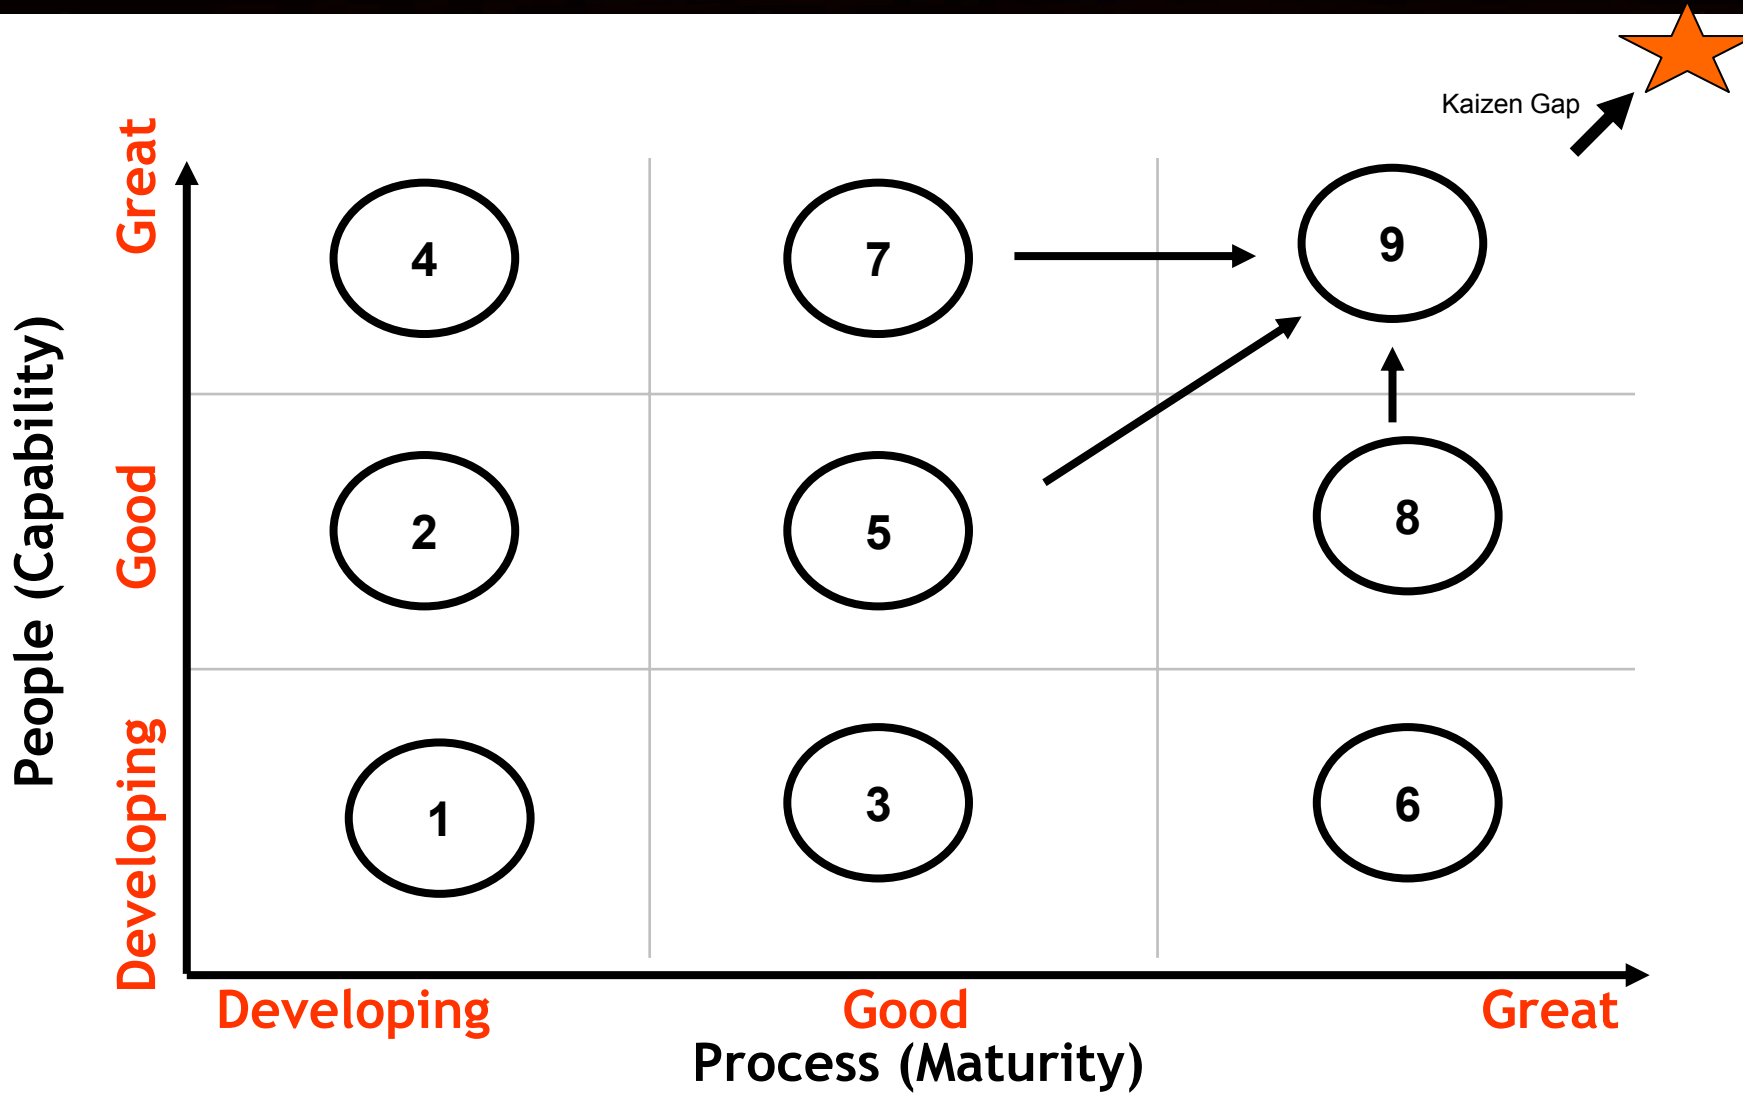 Kaizen Gap
People (Capability)
Great
4
7
9
Good
2
5
8
Developing
1
3
6
Developing
Good
Great
Process (Maturity)